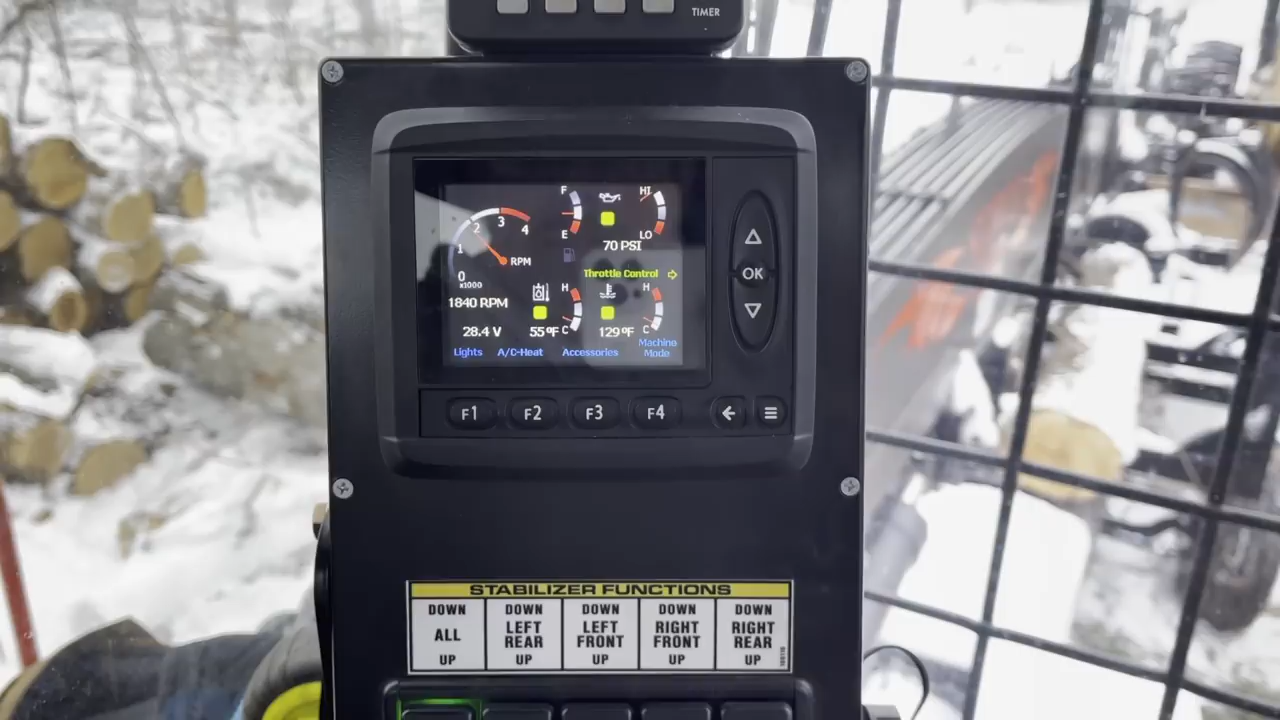 TIMER
F
HI
1 2 3 4
E
LO
RPM
70 PSI
0
x1000
Throttle Control
H
H
1840 RPM
28.4 V
55°F
C
129°F
C
Lights
A/C-Heat
Accessories
Machine
Mode
OK
F1
F2
F3
F4
STABILIZER FUNCTIONS
DOWN
ALL
UP
DOWN
LEFT
REAR
UP
DOWN
LEFT
FRONT
UP
DOWN
RIGHT
FRONT
UP
DOWN
RIGHT
REAR
UP